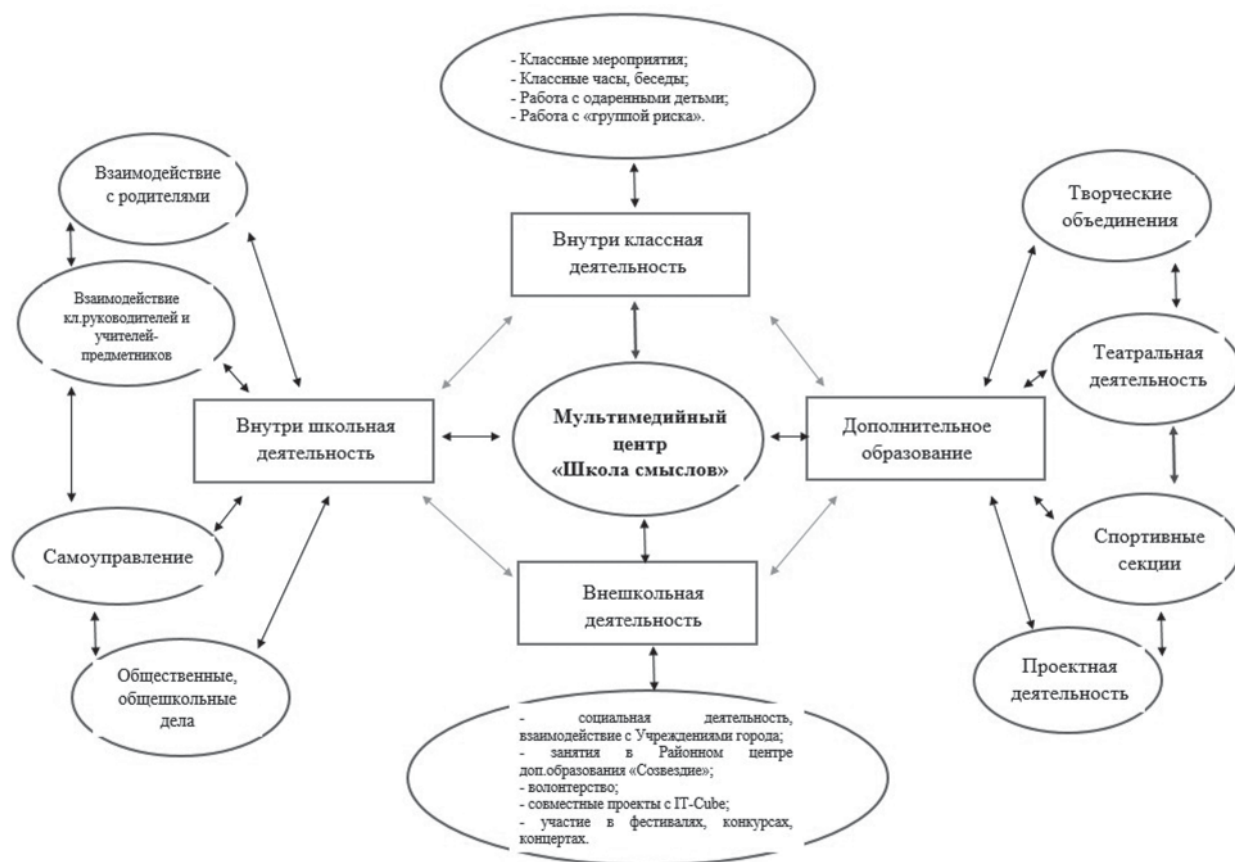 - Классные мероприятия;
- Классные часы, беседы;
- Работа с одаренными детьми;
- Работа с «группой риска».
Взаимодействие
с родителями
Творческие
объединения
Внутри классная
деятельность
Взаимодействие
кл.руководителей и
учителей-
предметников
Театральная
деятельность
Внутри школьная
деятельность
Мультимедийный
центр
«Школа смыслов»
Дополнительное
образование
Самоуправление
Спортивные
секции
Внешкольная
деятельность
Общественные,
общешкольные
дела
Проектная
деятельность
- социальная деятельность,
взаимодействие с Учреждениями города;
- занятия в Районном центре
доп.образования «Созвездие»;
- волонтерство;
- совместные проекты с IT-Cube;
- участие в фестивалях, конкурсах,
концертах.